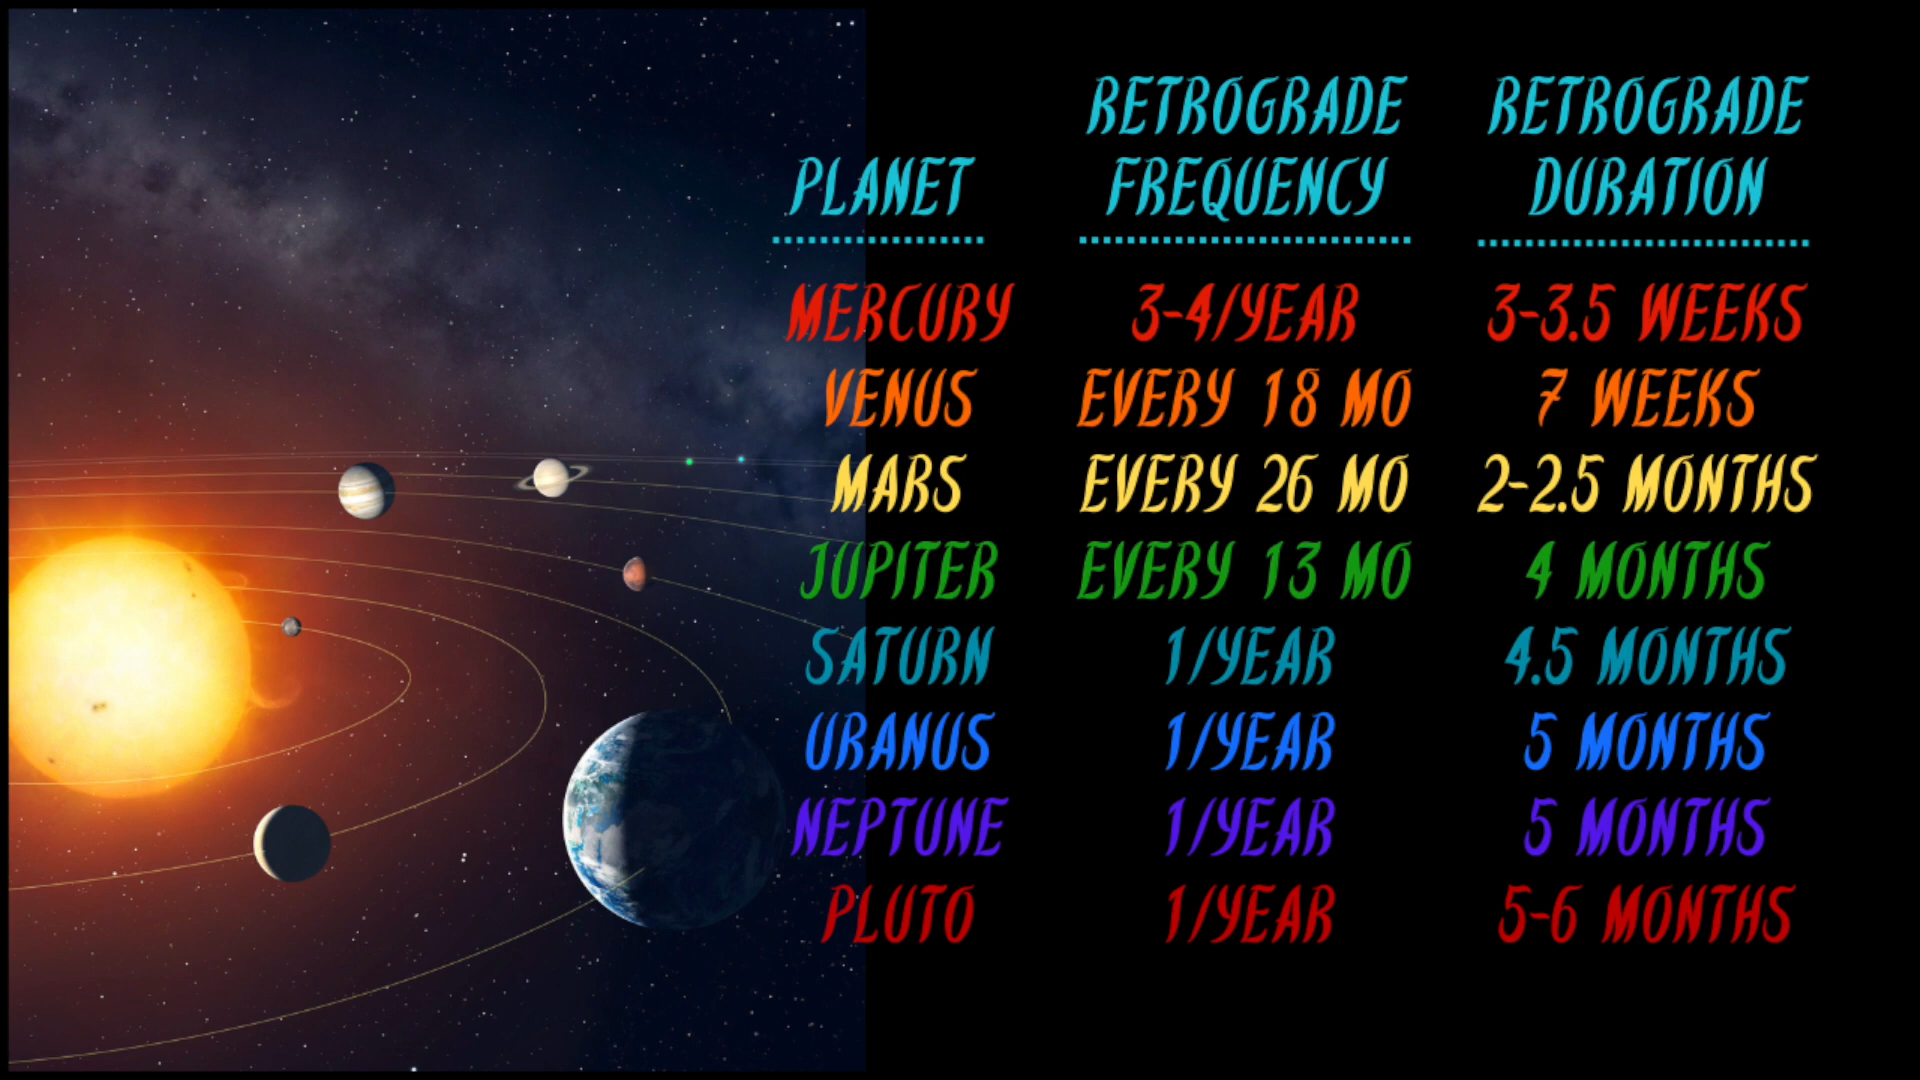 PLANET RETROGRADE FREQUENCY RETROGRADE DURATION
MERCURY 3-4/YEAR 3-3.5 WEEKS
VENUS EVERY 18 MO 7 WEEKS
MARS EVERY 26 MO 2-2.5 MONTHS
JUPITER EVERY 13 MO 4 MONTHS
SATURN 1/YEAR 4.5 MONTHS
URANUS 1/YEAR 5 MONTHS
NEPTUNE 1/YEAR 5 MONTHS
PLUTO 1/YEAR 5-6 MONTHS